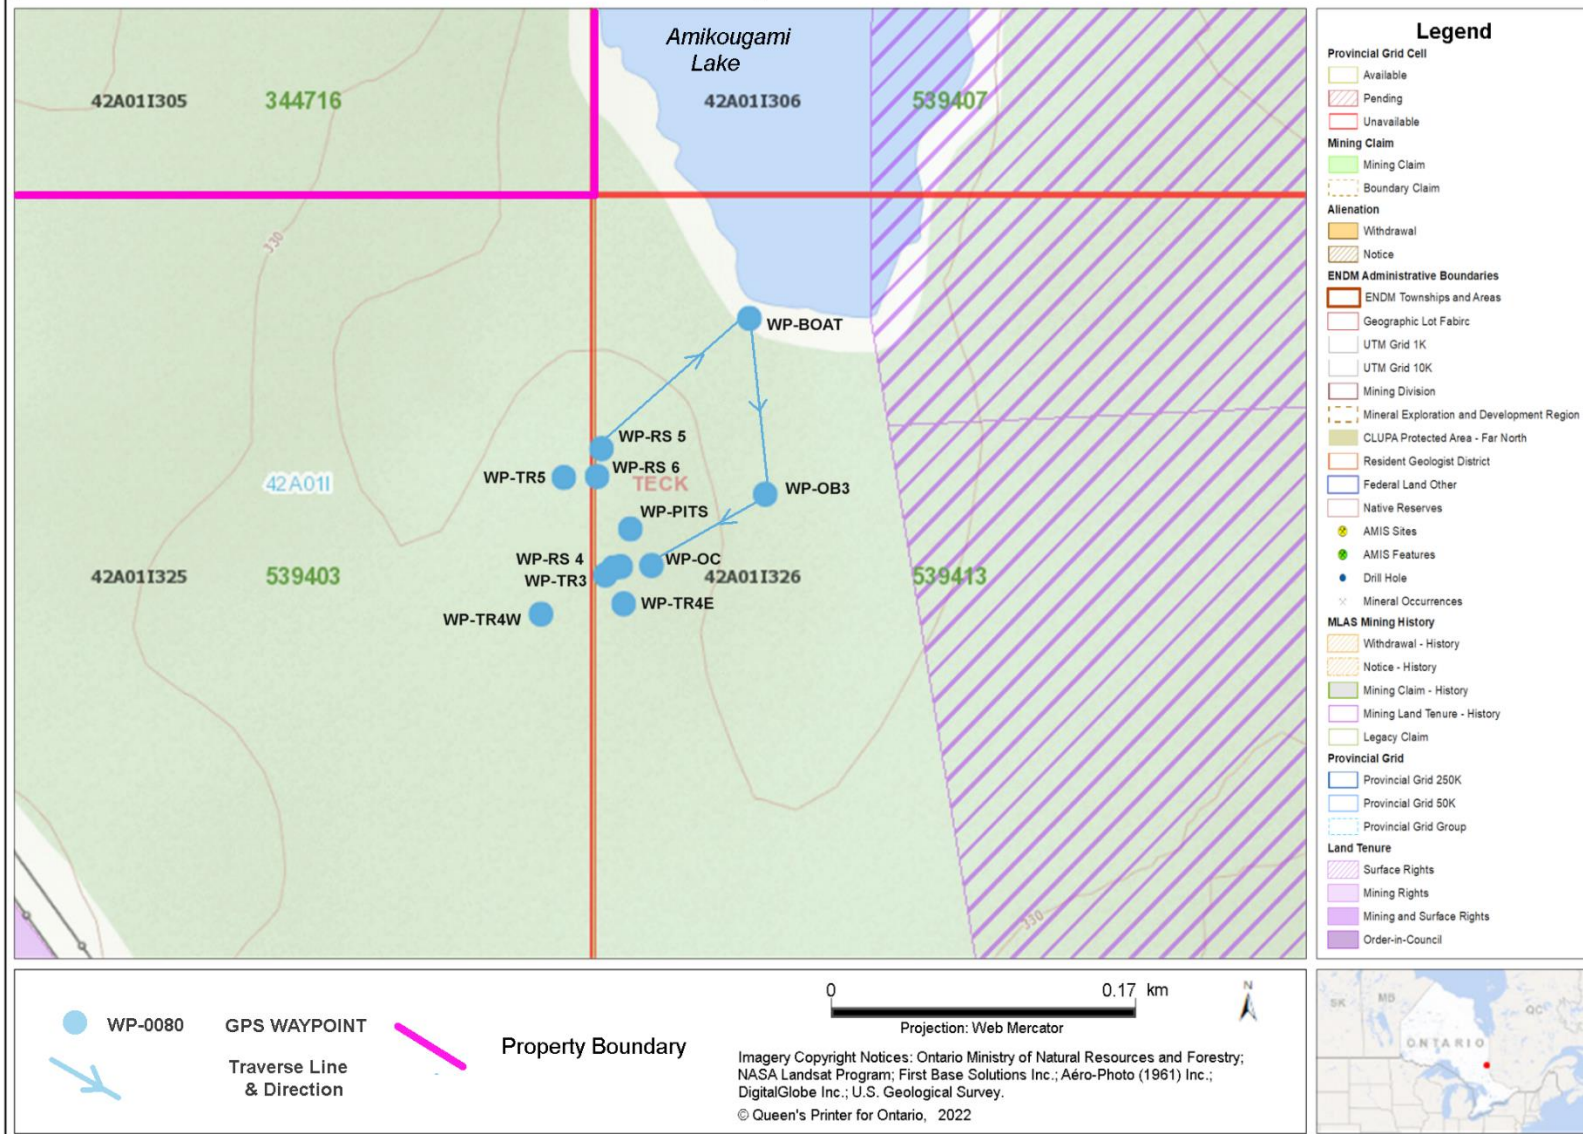 Amikougami
Lake
42A01I305
344716
42A01I306
539407
330
WP-BOAT
WP-RS 5
WP-TR5
WP-RS 6
42A01I
TECK
WP-OB3
WP-PITS
WP-RS 4
WP-OC
WP-TR3
42A01I325
539403
42A01I326
539413
WP-TR4E
WP-TR4W
330
Legend
Provincial Grid Cell
Available
Pending
Unavailable
Mining Claim
Mining Claim
Boundary Claim
Alienation
Withdrawal
Notice
ENDM Administrative Boundaries
ENDM Townships and Areas
Geographic Lot Fabirc
UTM Grid 1K
UTM Grid 10K
Mining Division
Mineral Exploration and Development Region
CLUPA Protected Area - Far North
Resident Geologist District
Federal Land Other
Native Reserves
AMIS Sites
AMIS Features
Drill Hole
Mineral Occurrences
MLAS Mining History
Withdrawal - History
Notice - History
Mining Claim - History
Mining Land Tenure - History
Legacy Claim
Provincial Grid
Provincial Grid 250K
Provincial Grid 50K
Provincial Grid Group
Land Tenure
Surface Rights
Mining Rights
Mining and Surface Rights
Order-in-Council
WP-0080 GPS WAYPOINT
Traverse Line
& Direction
Property Boundary
0 0.17 km
Projection: Web Mercator
N
Imagery Copyright Notices: Ontario Ministry of Natural Resources and Forestry;
NASA Landsat Program; First Base Solutions Inc.; Aéro-Photo (1961) Inc.;
DigitalGlobe Inc.; U.S. Geological Survey.
© Queen's Printer for Ontario, 2022
SK
MB
QC
ONTARIO